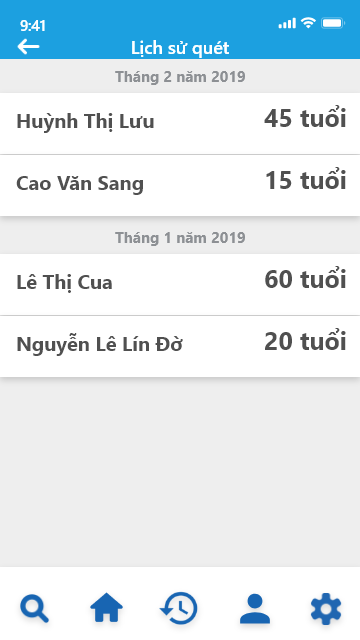 9:41
Lịch sử quét
Tháng 2 năm 2019
Huỳnh Thị Lưu 45 tuổi
Cao Văn Sang 15 tuổi
Tháng 1 năm 2019
Lê Thị Cua 60 tuổi
Nguyễn Lê Lín Đờ 20 tuổi